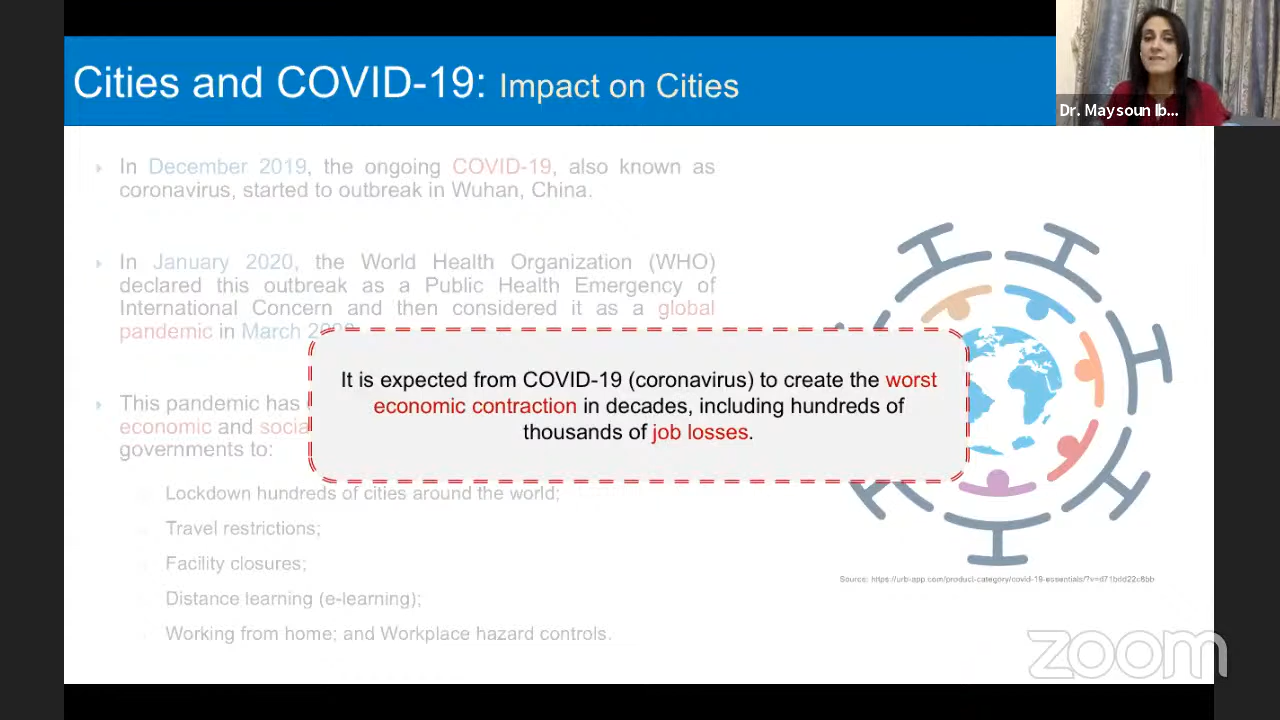 Cities and COVID-19: Impact on Cities
Dr. Maysoun Ib...
In December 2019, the ongoing COVID-19, also known as
coronavirus, started to outbreak in Wuhan, China.
In January 2020, the World Health Organization (WHO)
declared this outbreak as a Public Health Emergency of
International Concern and then considered it as a global
pandemic in March
This pandemic has
economic and
governments to:
It is expected from COVID-19 (coronavirus) to create the worst
economic contraction in decades, including hundreds of
thousands of job losses.
Lockdown hundreds of cities around the world;
Travel restrictions;
Facility closures;
Distance learning (e-learning);
Working from home; and Workplace hazard controls.
Source:
zoom